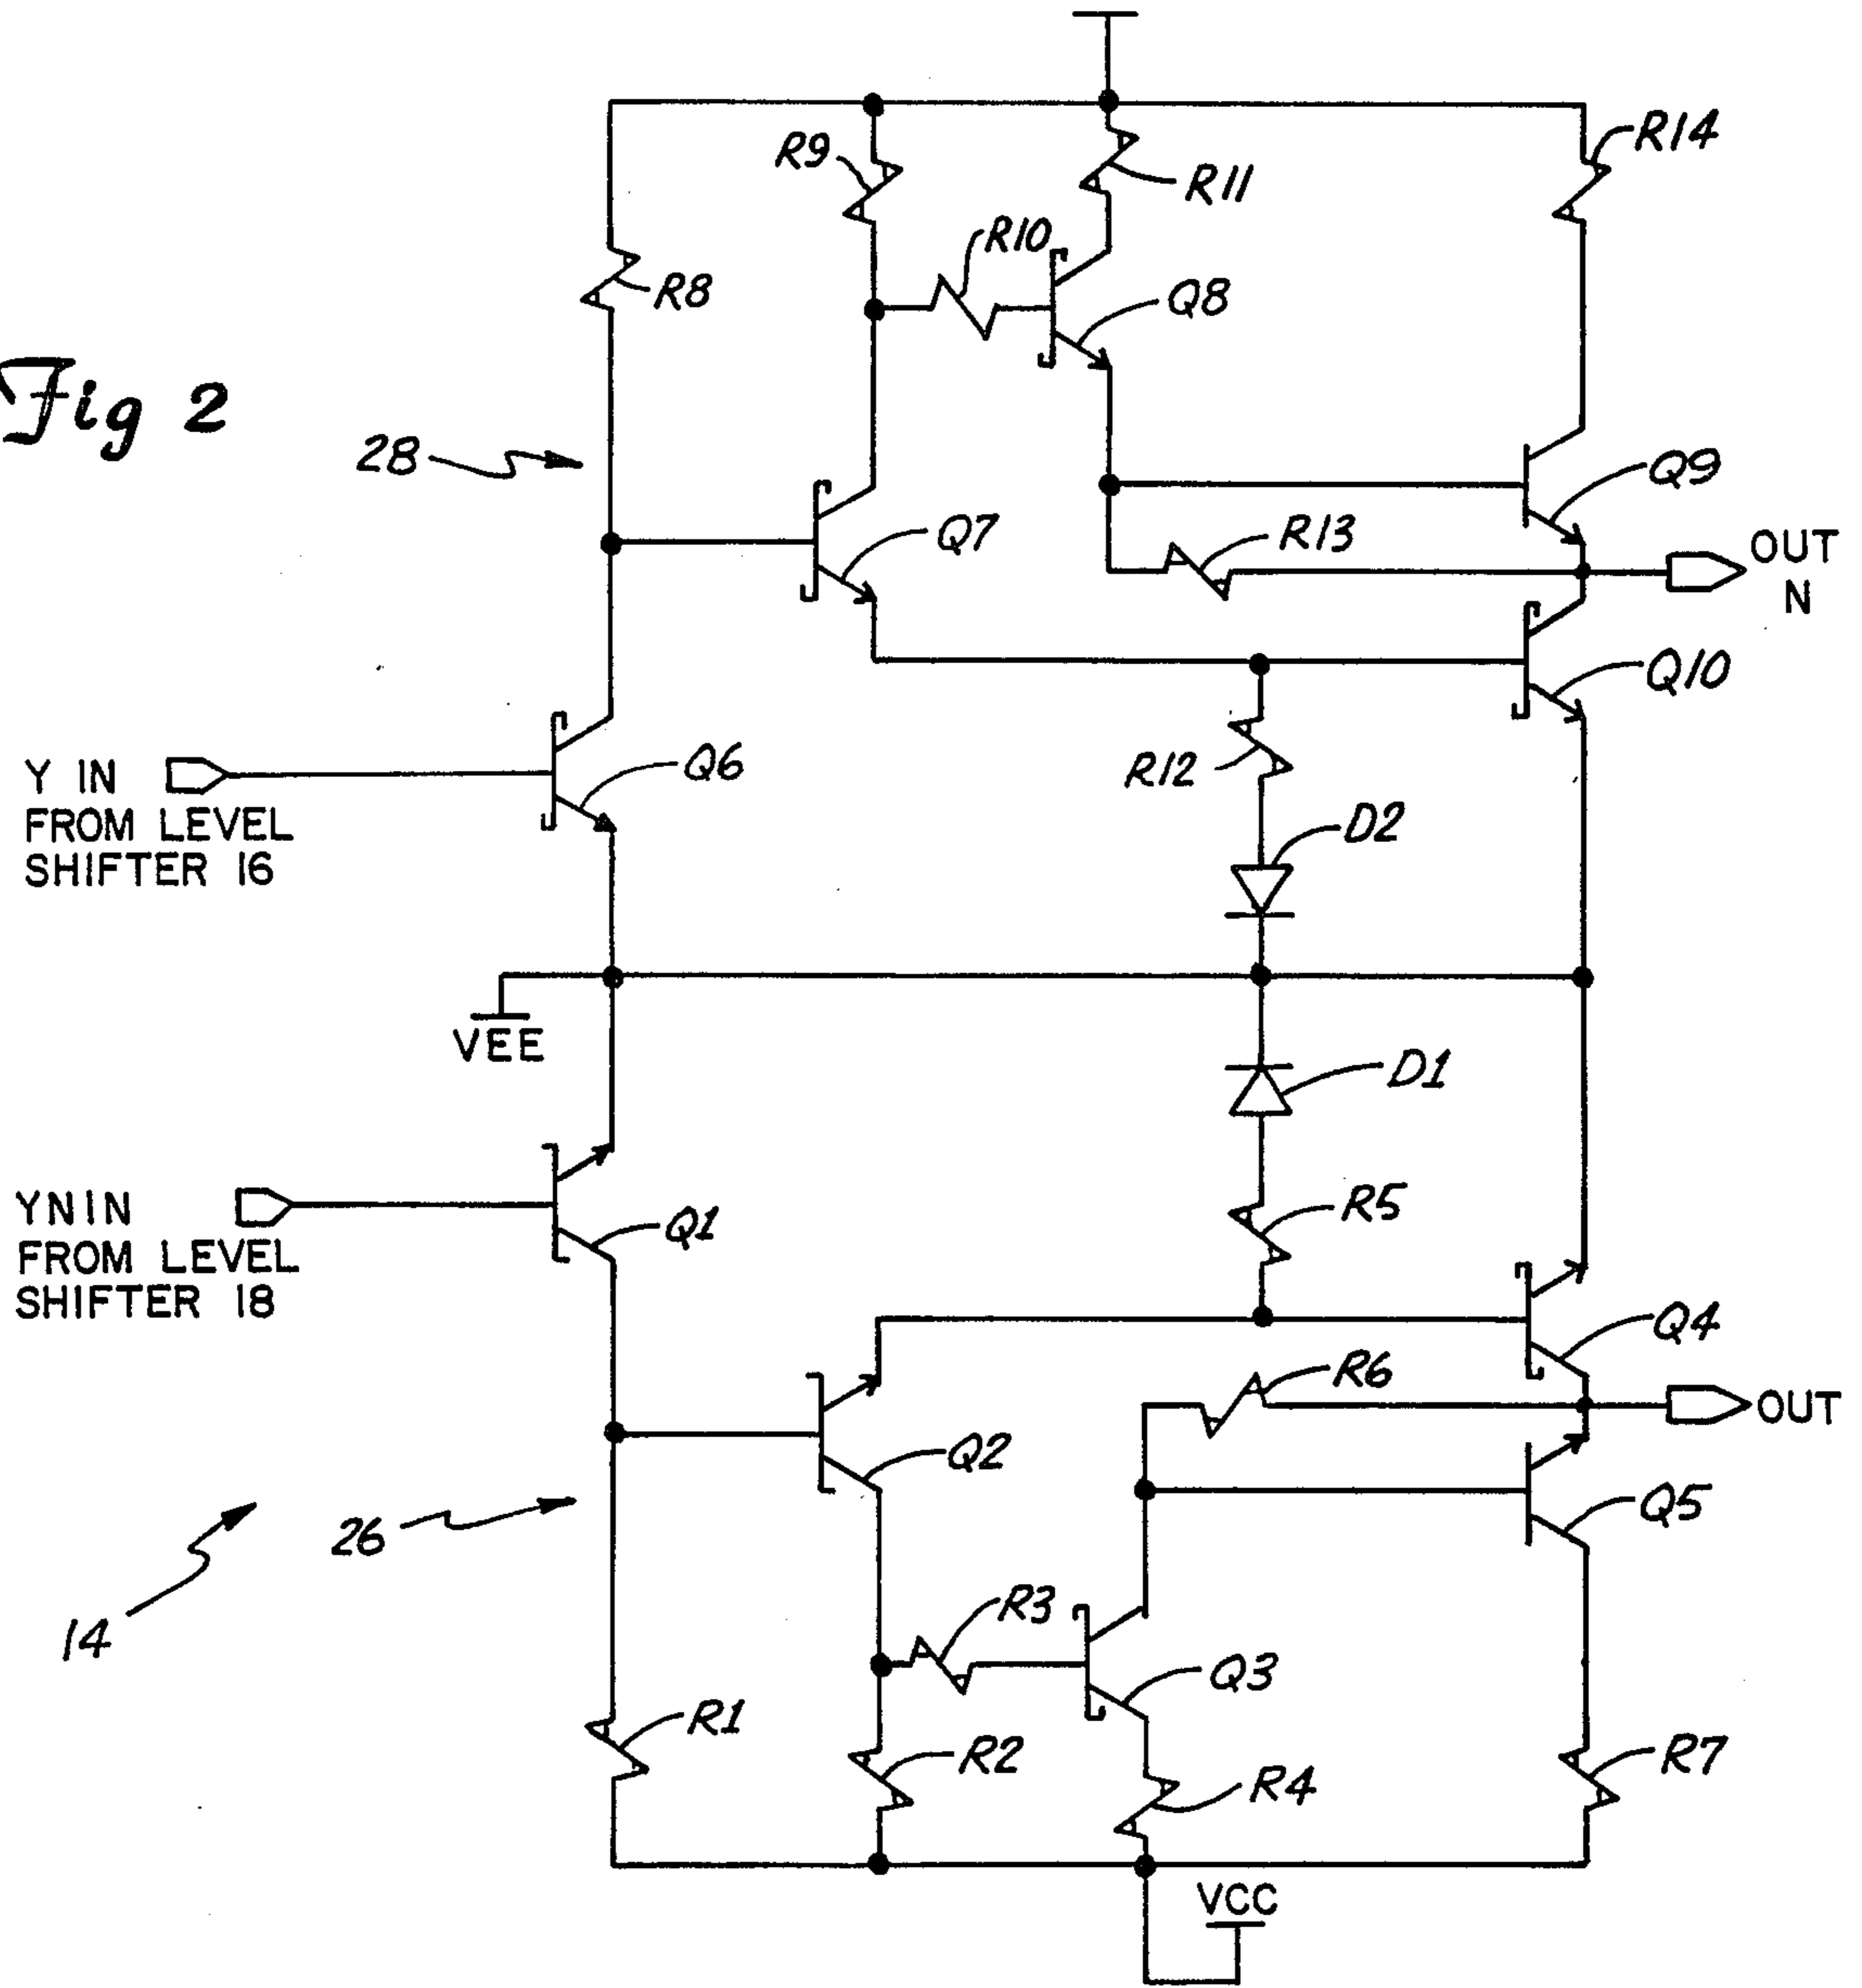 R14
R9
R11
R10
R8
Q8
Fig 2
28
Q9
Q7
R13
OUT
N
Q10
Y IN
FROM LEVEL
SHIFTER 16
Q6
R12
D2
VEE
D1
YNIN
FROM LEVEL
SHIFTER 18
Q1
R5
Q4
R6
OUT
Q2
Q5
26
14
R3
Q3
R1
R2
R4
R7
VCC